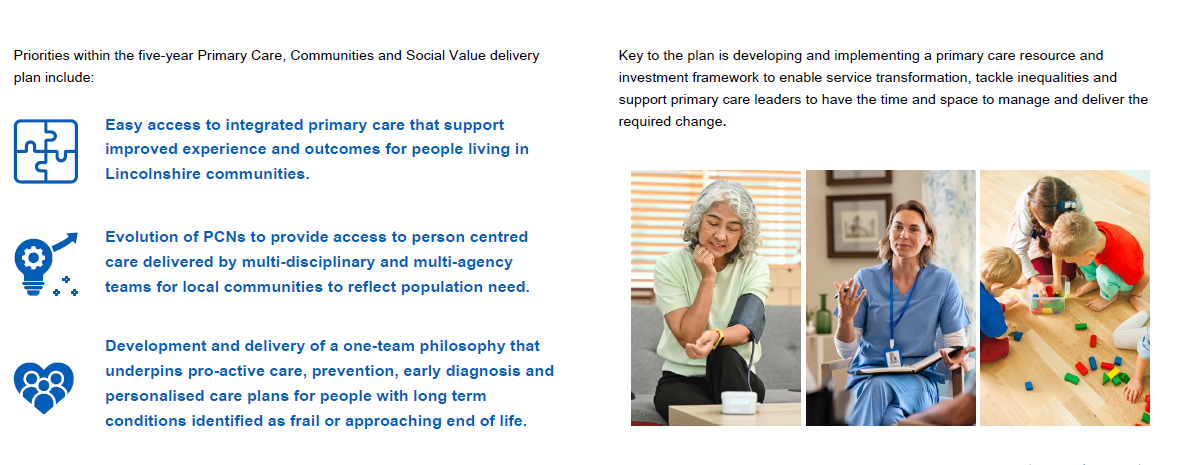 Priorities within the five-year Primary Care, Communities and Social Value delivery
plan include:
Easy access to integrated primary care that support
improved experience and outcomes for people living in
Lincolnshire communities.
Evolution of PCNs to provide access to person centred
care delivered by multi-disciplinary and multi-agency
teams for local communities to reflect population need.
Development and delivery of a one-team philosophy that
underpins pro-active care, prevention, early diagnosis and
personalised care plans for people with long term
conditions identified as frail or approaching end of life.
Key to the plan is developing and implementing a primary care resource and
investment framework to enable service transformation, tackle inequalities and
support primary care leaders to have the time and space to manage and deliver the
required change.